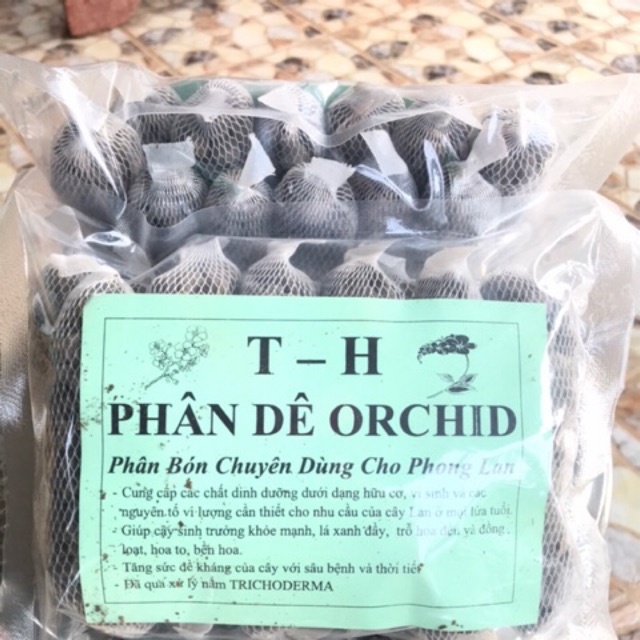 T – H
PHÂN DÊ ORCHID
Phân Bón Chuyên Dùng Cho Phong Lan
- Cung cấp các chất dinh dưỡng dưới dạng hữu cơ, vi sinh và các
nguyên tố vi lượng cần thiết cho nhu cầu của cây Lan ở mọi lứa tuổi.
- Giúp cây sinh trưởng khỏe mạnh, lá xanh dầy, trổ hoa đều và đồng
loạt, hoa to, bền hoa.
- Tăng sức đề kháng của cây với sâu bệnh và thời tiết
- Đã qua xử lý nấm TRICHODERMA